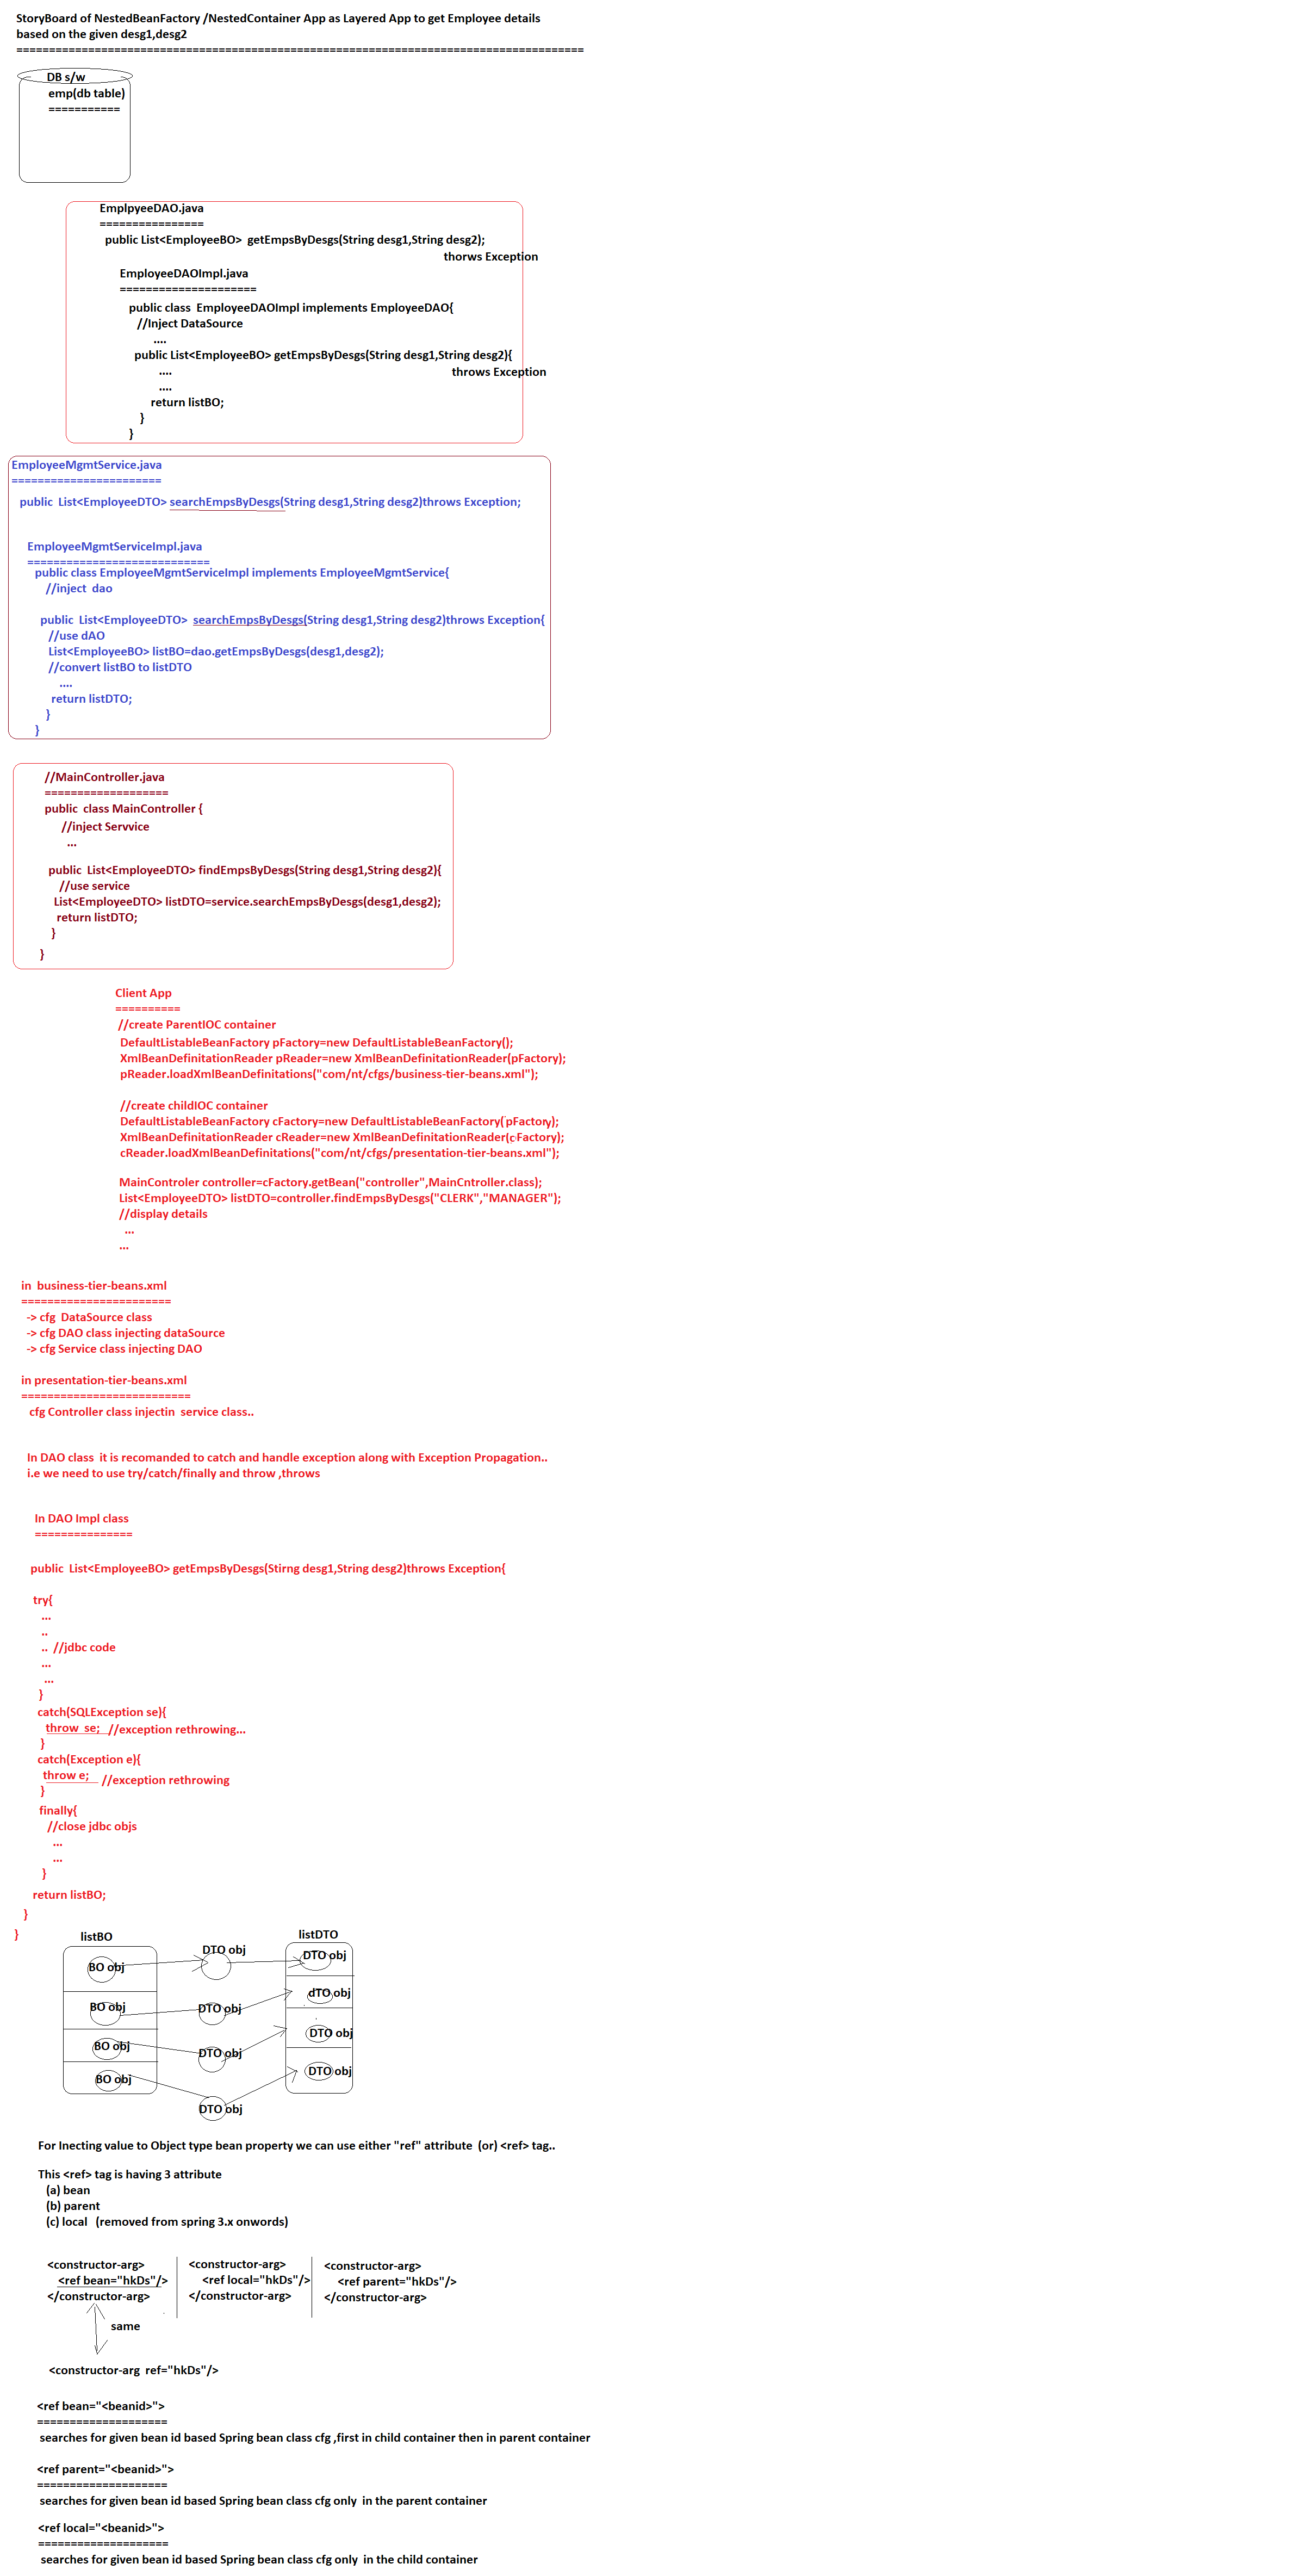 StoryBoard of NestedBeanFactory /NestedContainer App as Layered App to get Employee details
based on the given desg1,desg2
=======================================================================================
DB s/w
emp(db table)
===========
EmplpyeeDAO.java
================
public List<EmployeeBO>  getEmpsByDesgs(String desg1,String desg2);
thorws Exception
EmployeeDAOImpl.java
=====================
public class  EmployeeDAOImpl implements EmployeeDAO{
//Inject DataSource
....
public List<EmployeeBO> getEmpsByDesgs(String desg1,String desg2){
....
throws Exception
....
return listBO;
}
}
EmployeeMgmtService.java
=======================
public  List<EmployeeDTO> searchEmpsByDesgs(String desg1,String desg2)throws Exception;
EmployeeMgmtServiceImpl.java
============================
public class EmployeeMgmtServiceImpl implements EmployeeMgmtService{
//inject  dao
public  List<EmployeeDTO>  searchEmpsByDesgs(String desg1,String desg2)throws Exception{
//use dAO
List<EmployeeBO> listBO=dao.getEmpsByDesgs(desg1,desg2);
//convert listBO to listDTO
....
return listDTO;
}
}
//MainController.java
===================
public  class MainController {
//inject Servvice
...
public  List<EmployeeDTO> findEmpsByDesgs(String desg1,String desg2){
//use service
List<EmployeeDTO> listDTO=service.searchEmpsByDesgs(desg1,desg2);
return listDTO;
}
}
Client App
==========
//create ParentIOC container
DefaultListableBeanFactory pFactory=new DefaultListableBeanFactory();
XmlBeanDefinitationReader pReader=new XmlBeanDefinitationReader(pFactory);
pReader.loadXmlBeanDefinitations("com/nt/cfgs/business-tier-beans.xml");
//create childIOC container
DefaultListableBeanFactory cFactory=new DefaultListableBeanFactory(pFactory);
XmlBeanDefinitationReader cReader=new XmlBeanDefinitationReader(cFactory);
cReader.loadXmlBeanDefinitations("com/nt/cfgs/presentation-tier-beans.xml");
MainControler controller=cFactory.getBean("controller",MainCntroller.class);
List<EmployeeDTO> listDTO=controller.findEmpsByDesgs("CLERK","MANAGER");
//display details
...
...
in  business-tier-beans.xml
=======================
-> cfg  DataSource class
-> cfg DAO class injecting dataSource
-> cfg Service class injecting DAO
in presentation-tier-beans.xml
==========================
cfg Controller class injectin  service class..
In DAO class  it is recomanded to catch and handle exception along with Exception Propagation..
i.e we need to use try/catch/finally and throw ,throws
In DAO Impl class
===============
public  List<EmployeeBO> getEmpsByDesgs(Stirng desg1,String desg2)throws Exception{
try{
...
..
..  //jdbc code
...
...
}
catch(SQLException se){
throw  se;  //exception rethrowing...
}
catch(Exception e){
throw e;  //exception rethrowing
}
finally{
//close jdbc objs
...
...
}
return listBO;
}
}
listBO
listDTO
DTO obj
DTO obj
BO obj
dTO obj
BO obj
DTO obj
DTO obj
BO obj
DTO obj
DTO obj
BO obj
DTO obj
For Inecting value to Object type bean property we can use either "ref" attribute  (or) <ref> tag..
This <ref> tag is having 3 attribute
(a) bean
(b) parent
(c) local   (removed from spring 3.x onwords)
<constructor-arg>
<ref bean="hkDs"/>
</constructor-arg>
<constructor-arg>
<ref local="hkDs"/>
</constructor-arg>
<constructor-arg>
<ref parent="hkDs"/>
</constructor-arg>
same
<constructor-arg  ref="hkDs"/>
<ref bean="<beanid>">
====================
searches for given bean id based Spring bean class cfg ,first in child container then in parent container
<ref parent="<beanid>">
====================
searches for given bean id based Spring bean class cfg only  in the parent container
<ref local="<beanid>">
====================
searches for given bean id based Spring bean class cfg only  in the child container